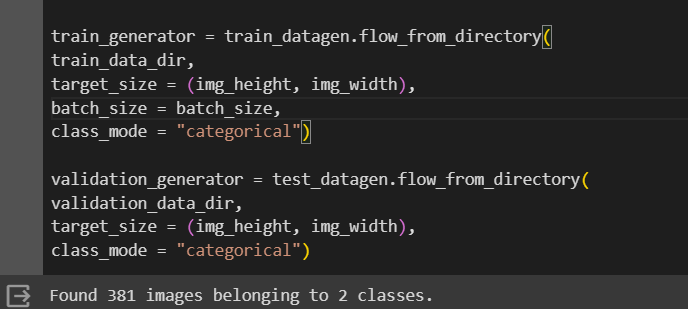 train_generator = train_datagen.flow_from_directory(
train_data_dir,
target_size = (img_height, img_width),
batch_size = batch_size,
class_mode = "categorical")
validation_generator = test_datagen.flow_from_directory(
validation_data_dir,
target_size = (img_height, img_width),
class_mode = "categorical")
Found 381 images belonging to 2 classes.